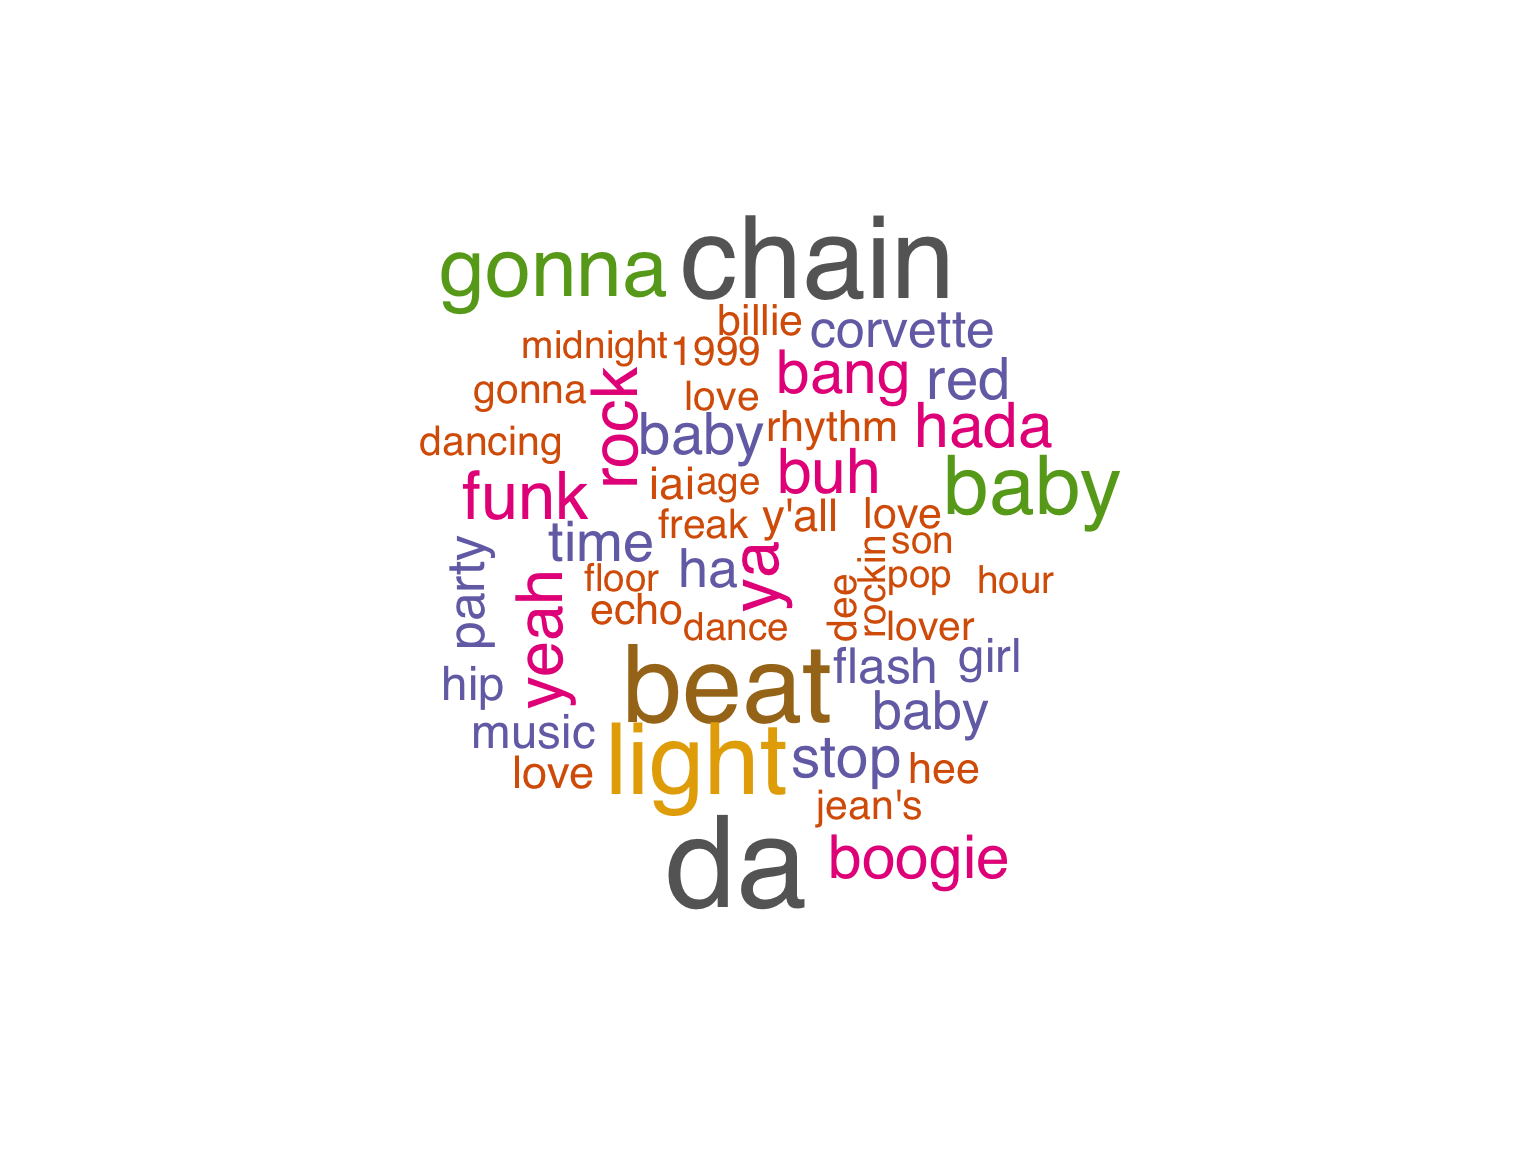 chain
gonna
billie
corvette
midnight
1999
bang
red
gonna
love
rock
hada
dancing
baby
rhythm
funk
iai
age
buh
baby
freak
y'all
love
time
son
party
ha
ya
rockin
floor
pop
hour
yeah
echo
dee
dance
lover
beat
flash
girl
hip
baby
music
light
stop
love
hee
jean's
da
boogie